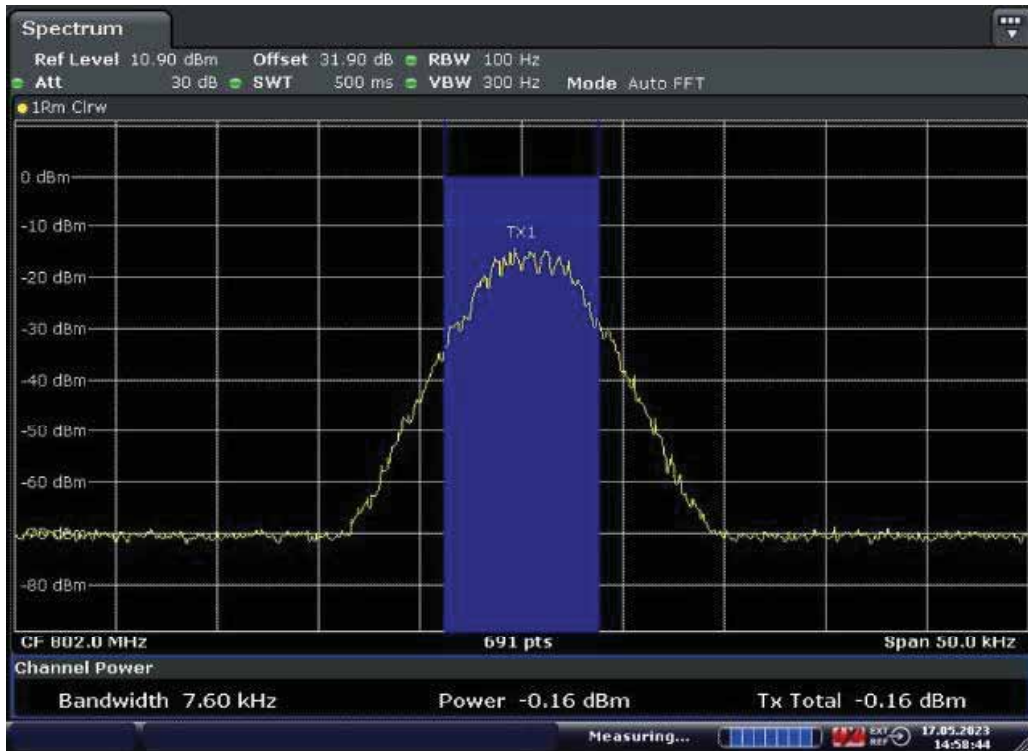 Spectrum
Ref Level 10.90 dBm Offset 31.90 dB RBW 100 Hz
Att 30 dB SWT 500 ms VBW 300 Hz Mode Auto FFT
1Rm Clrw
0 dBm
-10 dBm
TX1
-20 dBm
-30 dBm
-40 dBm
-50 dBm
-60 dBm
-70 dBm
-80 dBm
CF 802.0 MHz 691 pts Span 50.0 kHz
Channel Power
Bandwidth 7.60 kHz Power -0.16 dBm Tx Total -0.16 dBm
Measuring... EXT REF 17.05.2023
14:58:44